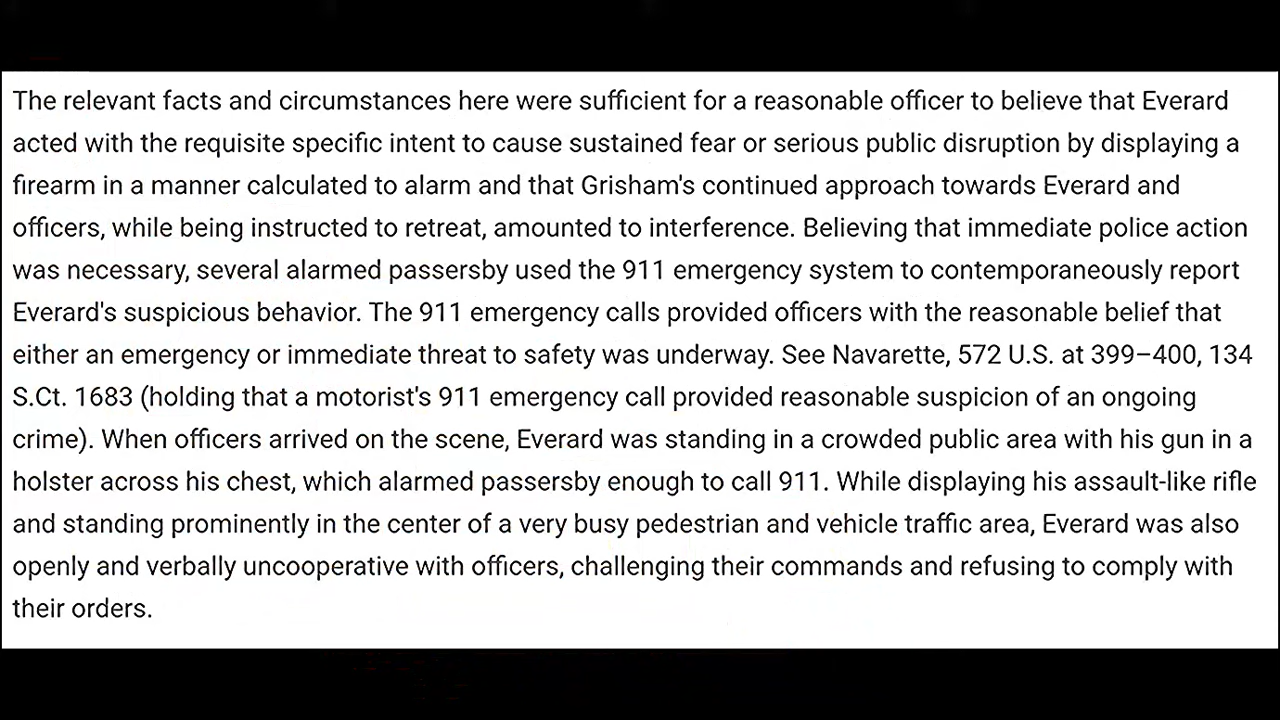 The relevant facts and circumstances here were sufficient for a reasonable officer to believe that Everard
acted with the requisite specific intent to cause sustained fear or serious public disruption by displaying a
firearm in a manner calculated to alarm and that Grisham's continued approach towards Everard and
officers, while being instructed to retreat, amounted to interference. Believing that immediate police action
was necessary, several alarmed passersby used the 911 emergency system to contemporaneously report
Everard's suspicious behavior. The 911 emergency calls provided officers with the reasonable belief that
either an emergency or immediate threat to safety was underway. See Navarette, 572 U.S. at 399–400, 134
S.Ct. 1683 (holding that a motorist's 911 emergency call provided reasonable suspicion of an ongoing
crime). When officers arrived on the scene, Everard was standing in a crowded public area with his gun in a
holster across his chest, which alarmed passersby enough to call 911. While displaying his assault-like rifle
and standing prominently in the center of a very busy pedestrian and vehicle traffic area, Everard was also
openly and verbally uncooperative with officers, challenging their commands and refusing to comply with
their orders.